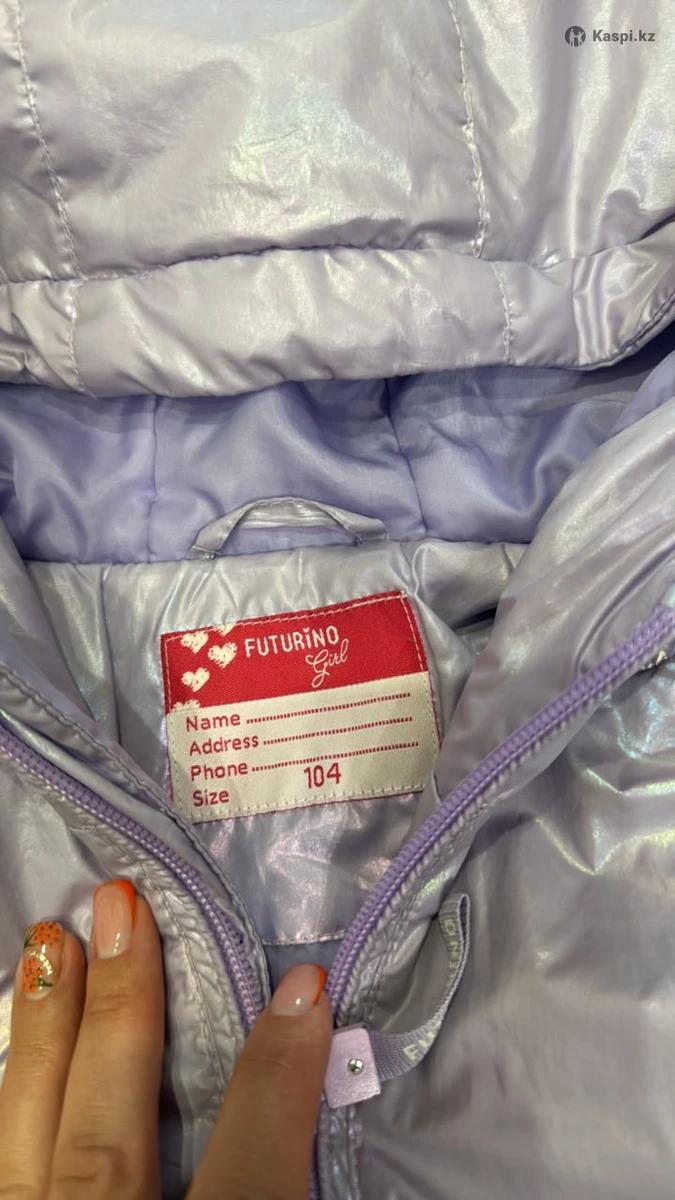 Kaspi.kz
FUTURINO
Girl
Name
Address
Phone
Size 104